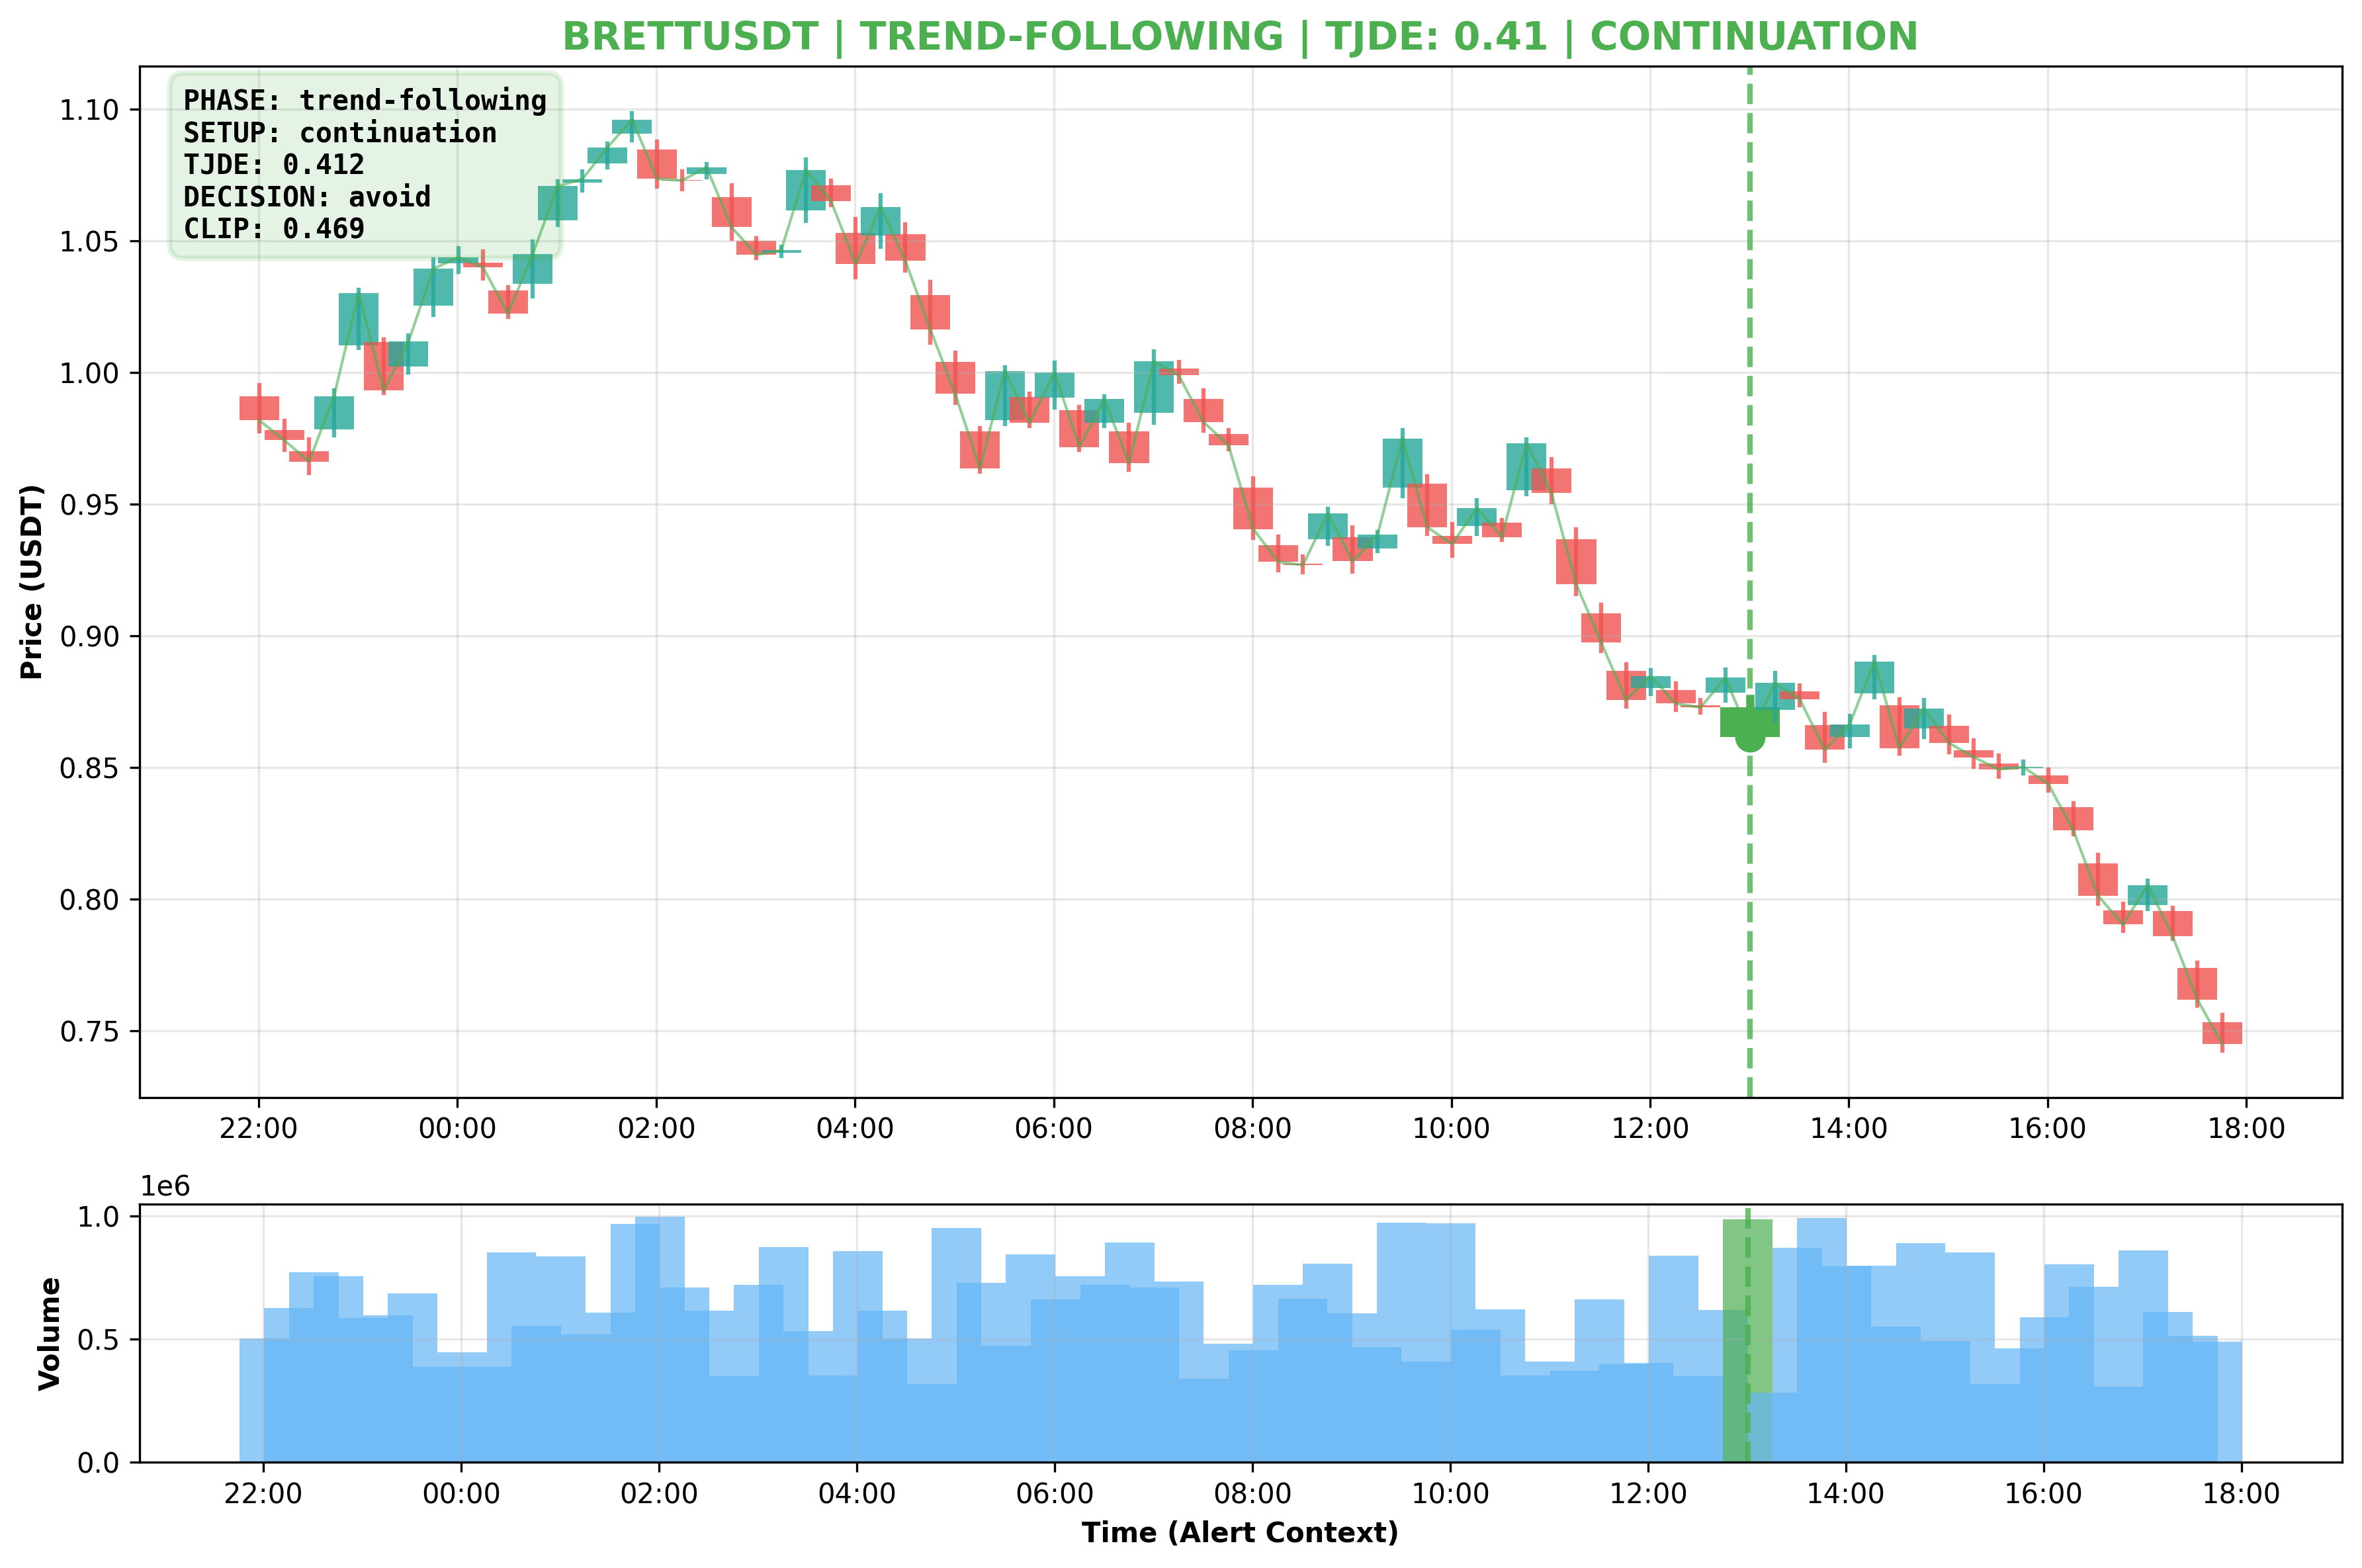 BRETTUSDT | TREND-FOLLOWING | TJDE: 0.41 | CONTINUATION
PHASE: trend-following
SETUP: continuation
TJDE: 0.412
DECISION: avoid
CLIP: 0.469
Price (USDT)
1.10
1.05
1.00
0.95
0.90
0.85
0.80
0.75
22:00 00:00 02:00 04:00 06:00 08:00 10:00 12:00 14:00 16:00 18:00
1e6
Volume
1.0
0.5
0.0
22:00 00:00 02:00 04:00 06:00 08:00 10:00 12:00 14:00 16:00 18:00
Time (Alert Context)